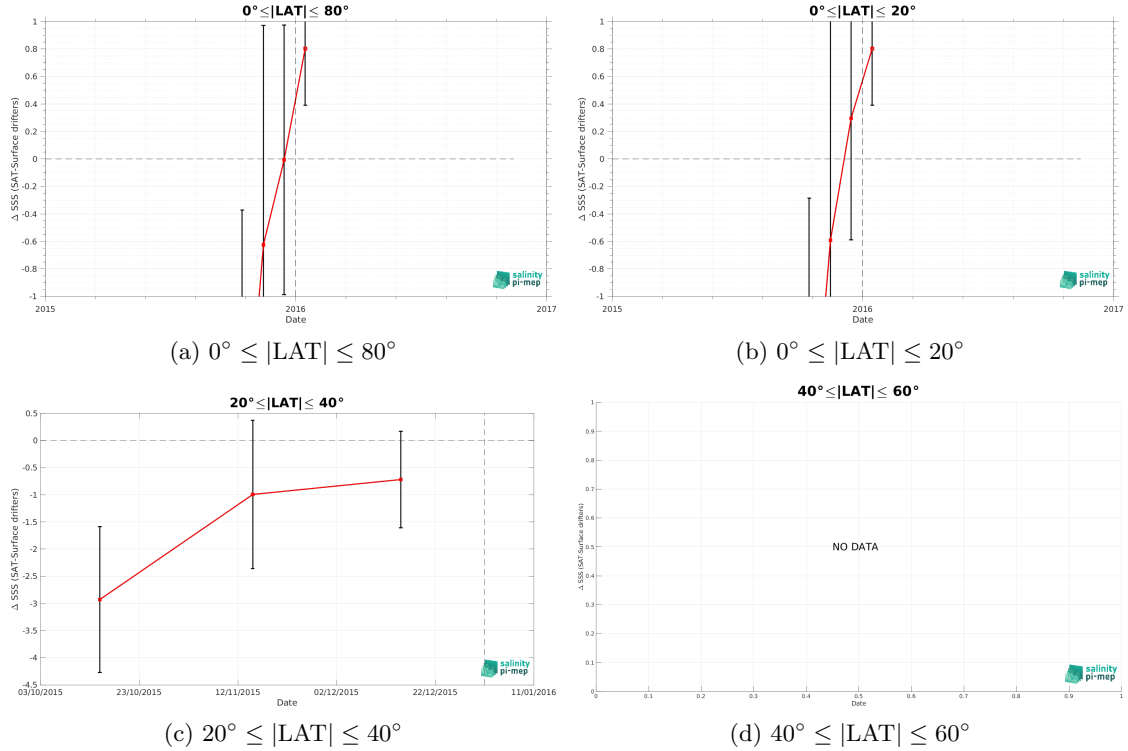 0°≤|LAT|≤ 80°
1
0.8
0.6
0.4
0.2
0
-0.2
-0.4
-0.6
-0.8
-1
Δ SSS (SAT-Surface drifters)
2015
2016
2017
Date
salinity
pi-mep
(a) 0° ≤ |LAT| ≤ 80°
0°≤|LAT|≤ 20°
1
0.8
0.6
0.4
0.2
0
-0.2
-0.4
-0.6
-0.8
-1
Δ SSS (SAT-Surface drifters)
2015
2016
2017
Date
salinity
pi-mep
(b) 0° ≤ |LAT| ≤ 20°
20°≤|LAT|≤ 40°
0.5
0
-0.5
-1
-1.5
-2
-2.5
-3
-3.5
-4
-4.5
Δ SSS (SAT-Surface drifters)
03/10/2015
23/10/2015
12/11/2015
02/12/2015
22/12/2015
11/01/2016
Date
salinity
pi-mep
(c) 20° ≤ |LAT| ≤ 40°
40°≤|LAT|≤ 60°
1
0.9
0.8
0.7
0.6
0.5
0.4
0.3
0.2
0.1
0
Δ SSS (SAT-Surface drifters)
NO DATA
0
0.1
0.2
0.3
0.4
0.5
0.6
0.7
0.8
0.9
1
Date
salinity
pi-mep
(d) 40° ≤ |LAT| ≤ 60°